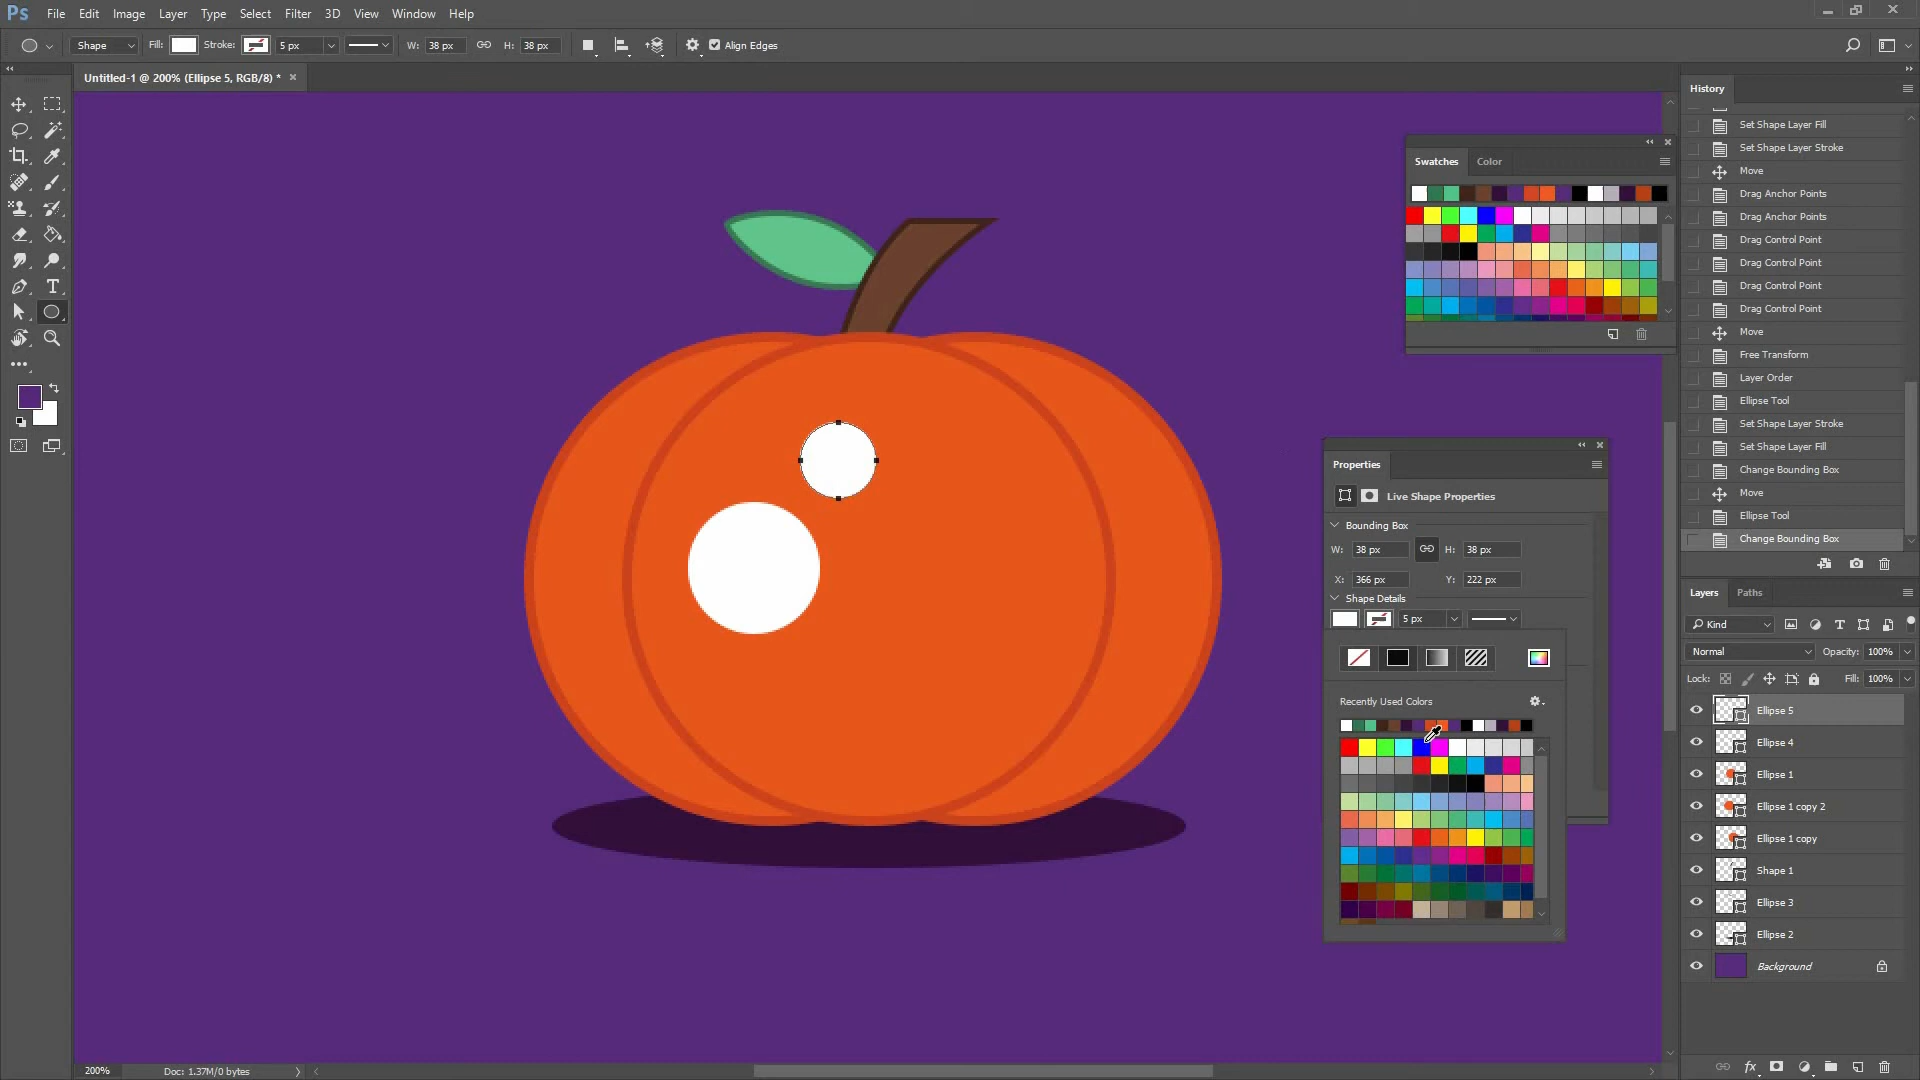 Ps File Edit Image Layer Type Select Filter 3D View Window Help
Shape Fill: Stroke: 5 px W: 38 px H: 38 px Align Edges
Untitled-1 @ 200% (Ellipse 5, RGB/8) *
History
Set Shape Layer Fill
Set Shape Layer Stroke
Move
Drag Anchor Points
Drag Anchor Points
Drag Control Point
Drag Control Point
Drag Control Point
Drag Control Point
Move
Free Transform
Layer Order
Ellipse Tool
Set Shape Layer Stroke
Set Shape Layer Fill
Change Bounding Box
Move
Ellipse Tool
Change Bounding Box
Swatches Color
Properties
Live Shape Properties
Bounding Box
W: 38 px H: 38 px
X: 366 px Y: 222 px
Shape Details
5 px
Recently Used Colors
Layers Paths
Kind
Normal Opacity: 100%
Lock: Fill: 100%
Ellipse 5
Ellipse 4
Ellipse 1
Ellipse 1 copy 2
Ellipse 1 copy
Shape 1
Ellipse 3
Ellipse 2
Background
fx
200% Doc: 1.37M/0 bytes